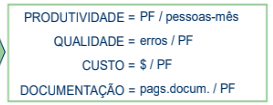 PRODUTIVIDADE = PF / pessoas-mês
QUALIDADE = erros / PF
CUSTO = $ / PF
DOCUMENTAÇÃO = pags.docum. / PF